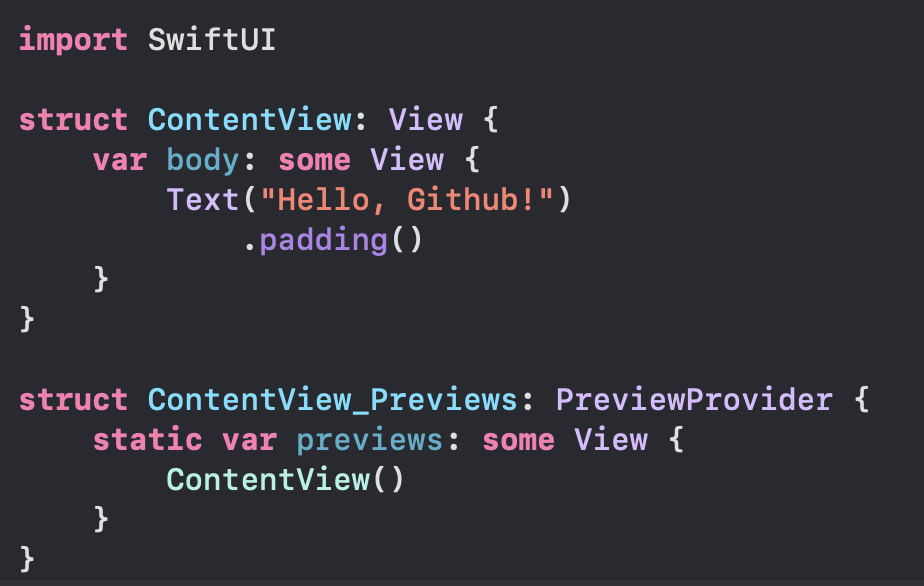 import SwiftUI

struct ContentView: View {
    var body: some View {
        Text("Hello, Github!")
            .padding()
    }
}

struct ContentView_Previews: PreviewProvider {
    static var previews: some View {
        ContentView()
    }
}